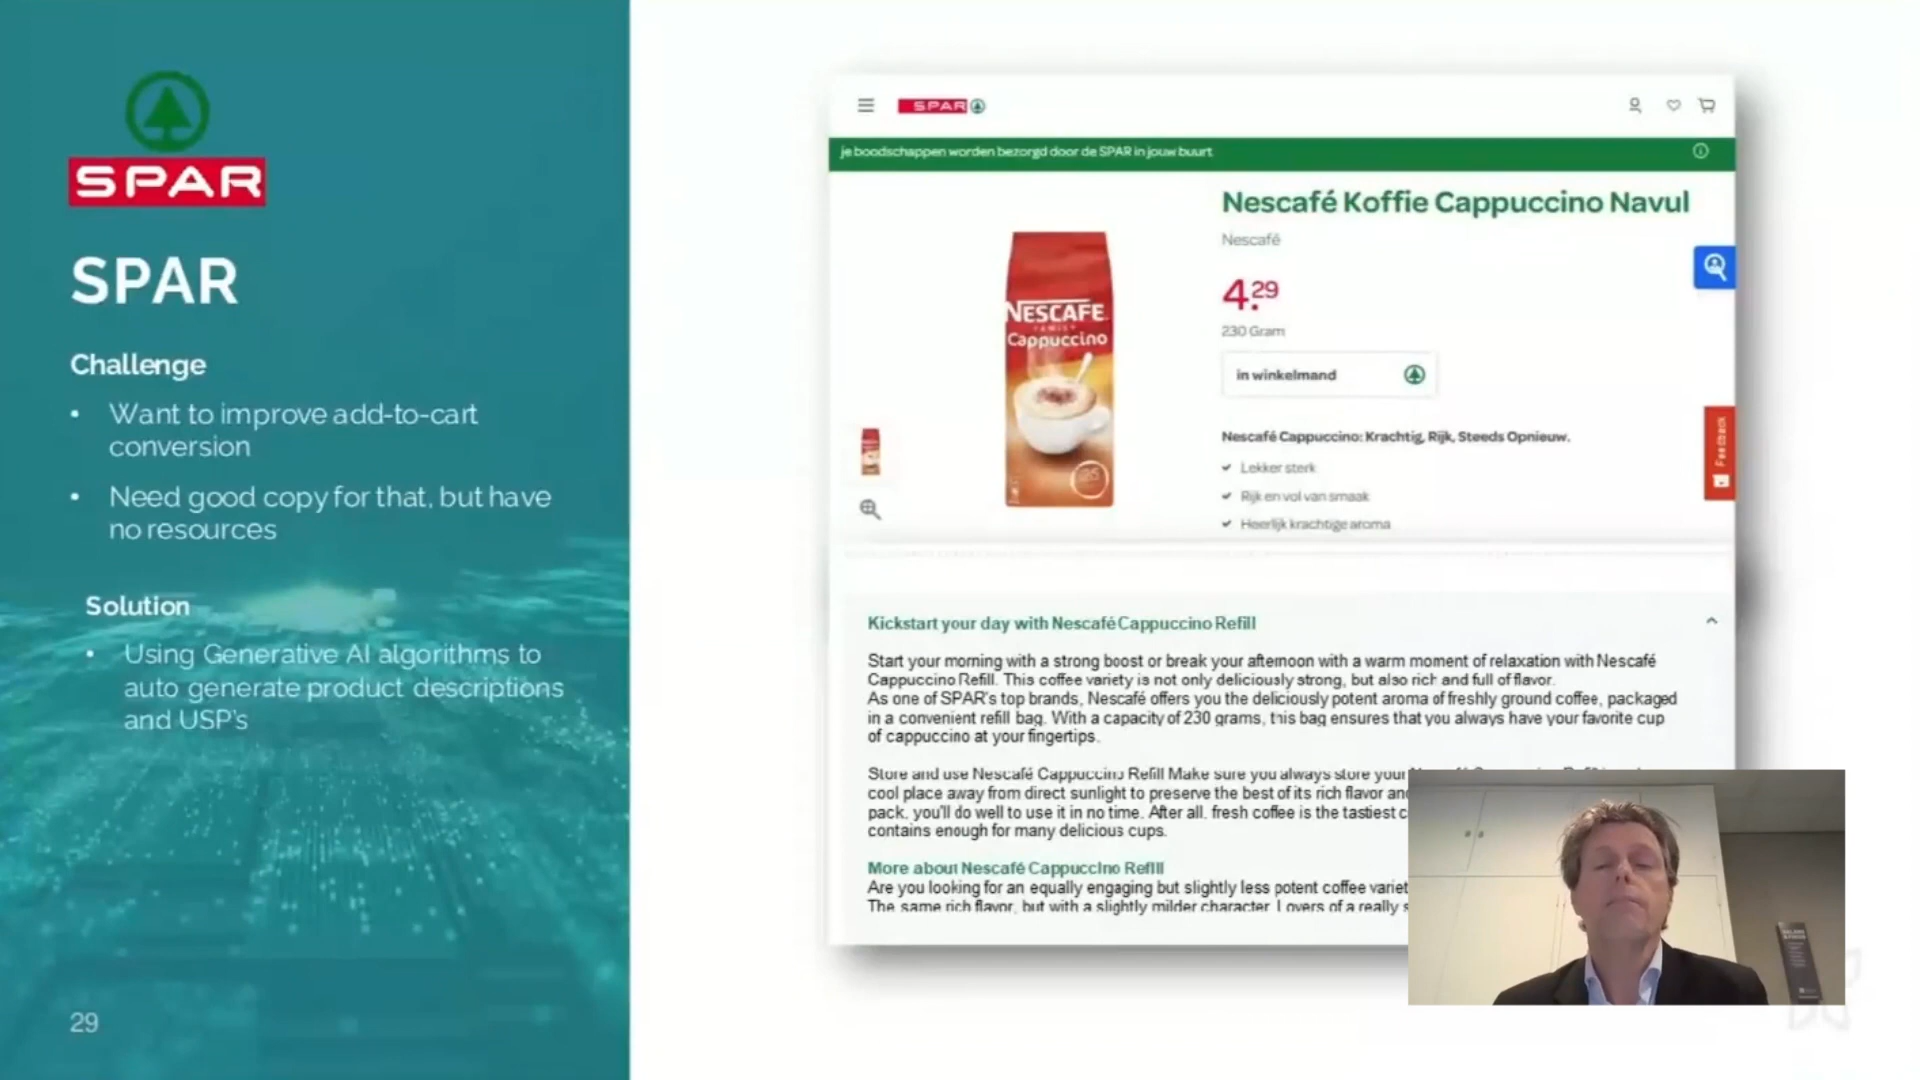 SPAR
SPAR
Challenge
• Want to improve add-to-cart
conversion
• Need good copy for that, but have
no resources
Solution
• Using Generative AI algorithms to
auto generate product descriptions
and USP's
29
SPAR
je boodschappen worden bezorgd door de SPAR in jouw buurt
Nescafé Koffie Cappuccino Navul
Nescafé
4.29
230 Gram
in winkelmand
Nescafé Cappuccino: Krachtig, Rijk, Steeds Opnieuw.
Lekker sterk
Rijk en vol van smaak
Heerlijk krachtige aroma
Feedback
NESCAFE
FAMILY
Cappuccino
Kickstart your day with Nescafé Cappuccino Refill
Start your morning with a strong boost or break your afternoon with a warm moment of relaxation with Nescafé
Cappuccino Refill. This coffee variety is not only deliciously strong, but also rich and full of flavor.
As one of SPAR's top brands, Nescafé offers you the deliciously potent aroma of freshly ground coffee, packaged
in a convenient refill bag. With a capacity of 230 grams, this bag ensures that you always have your favorite cup
of cappuccino at your fingertips.
Store and use Nescafé Cappuccino Refill Make sure you always store your
cool place away from direct sunlight to preserve the best of its rich flavor and
pack, you'll do well to use it in no time. After all, fresh coffee is the tastiest
contains enough for many delicious cups.
More about Nescafé Cappuccino Refill
Are you looking for an equally engaging but slightly less potent coffee variet
The same rich flavor, but with a slightly milder character. Lovers of a really